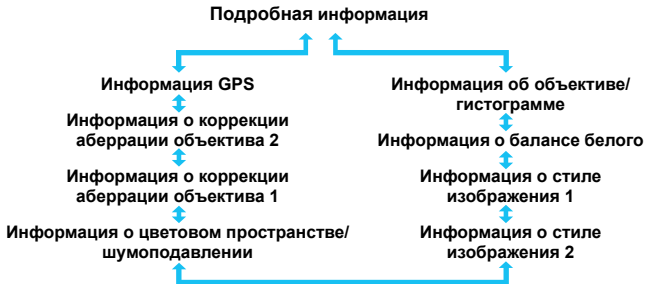 Подробная информация
Информация GPS
Информация о коррекции
аберрации объектива 2
Информация о коррекции
аберрации объектива 1
Информация о цветовом пространстве/
шумоподавлении
Информация об объективе/
гистограмме
Информация о балансе белого
Информация о стиле
изображения 1
Информация о стиле
изображения 2